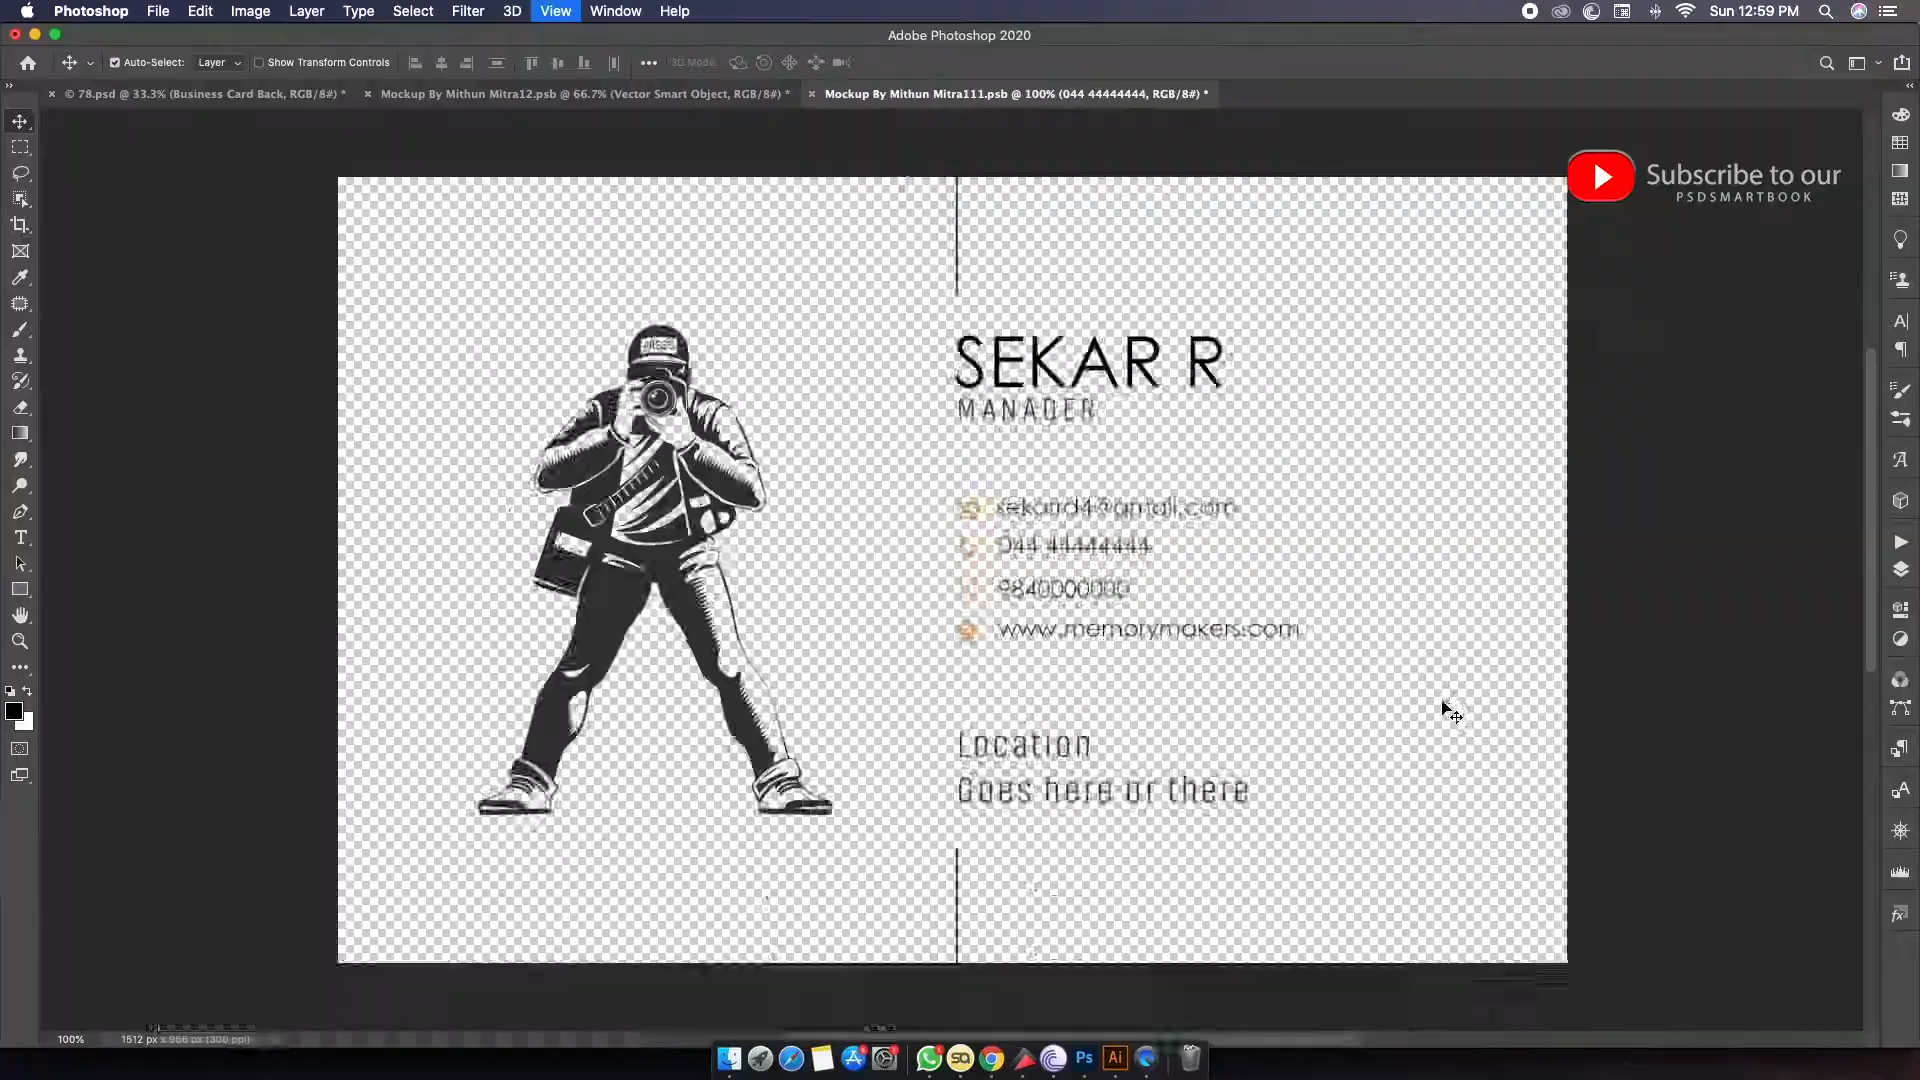 Photoshop File Edit Image Layer Type Select Filter 3D View Window Help Sun 12:59 PM
Adobe Photoshop 2020
Auto-Select: Layer Show Transform Controls 3D Mode:
© 78.psd @ 33.3% (Business Card Back, RGB/8#) * Mockup By Mithun Mitra12.psb @ 66.7% (Vector Smart Object, RGB/8#) * Mockup By Mithun Mitra111.psb @ 100% (044 44444444, RGB/8#) *
Subscribe to our
PSDSMARTBOOK
PRESS
SEKAR R
MANAGER
044 44444444
9840000000
www.memorymakers.com
Location
Goes here or there
100% 1512 px x 966 px (300 ppi)
Ps Ai